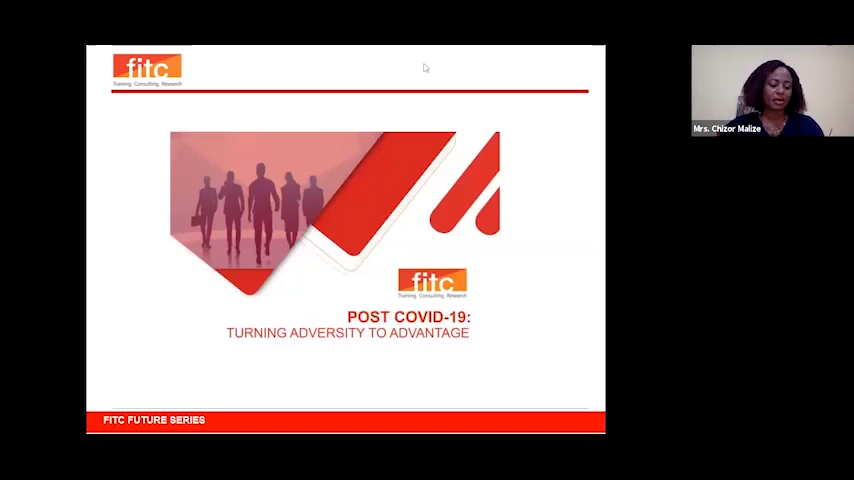 fitc
Training Consulting Research
Mrs. Chizor Malize
fitc
Training Consulting Research
POST COVID-19:
TURNING ADVERSITY TO ADVANTAGE
FITC FUTURE SERIES